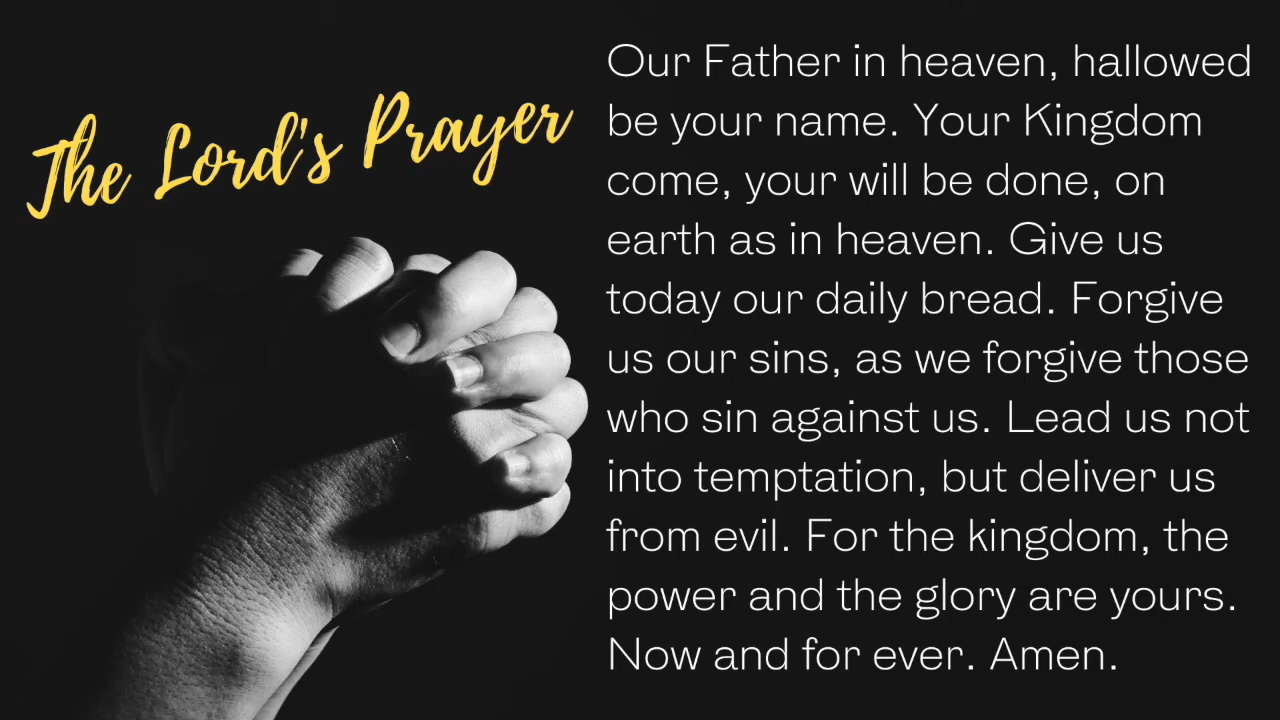 The Lord's Prayer
Our Father in heaven, hallowed
be your name. Your Kingdom
come, your will be done, on
earth as in heaven. Give us
today our daily bread. Forgive
us our sins, as we forgive those
who sin against us. Lead us not
into temptation, but deliver us
from evil. For the kingdom, the
power and the glory are yours.
Now and for ever. Amen.